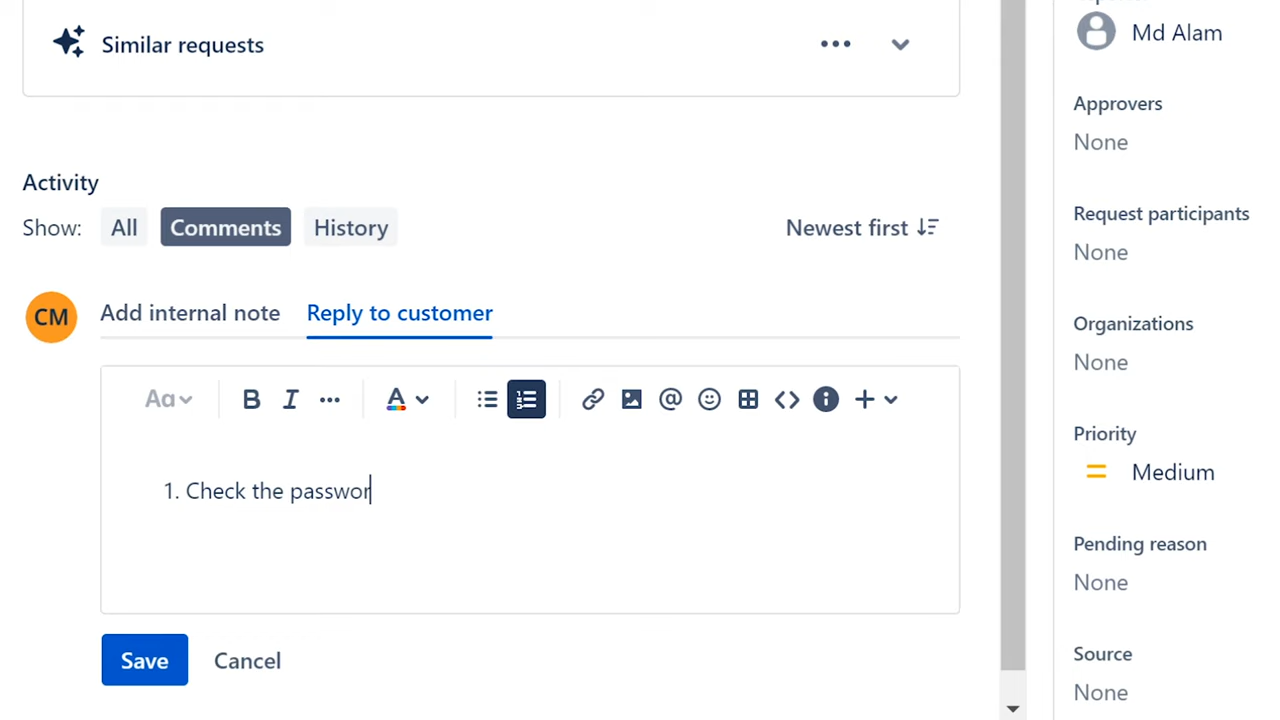 Similar requests
Md Alam
Approvers
None
Activity
Show: All Comments History Newest first
Request participants
None
CM Add internal note Reply to customer
Organizations
None
Aa B I A @
Priority
Medium
1. Check the passwor
Pending reason
None
Save Cancel
Source
None